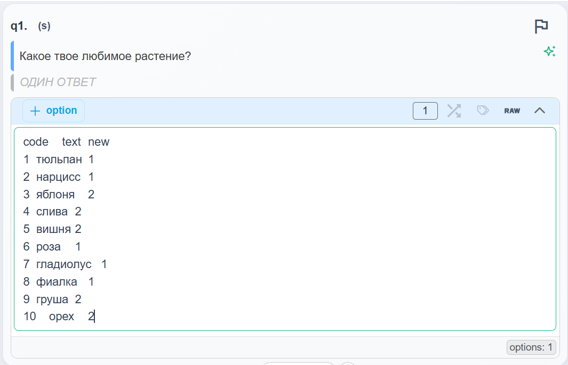 q1. (s)
Какое твое любимое растение?
ОДИН ОТВЕТ
+ option 1 RAW
code text new
1 тюльпан 1
2 нарцисс 1
3 яблоня 2
4 слива 2
5 вишня 2
6 роза 1
7 гладиолус 1
8 фиалка 1
9 груша 2
10 орех 2
options: 1